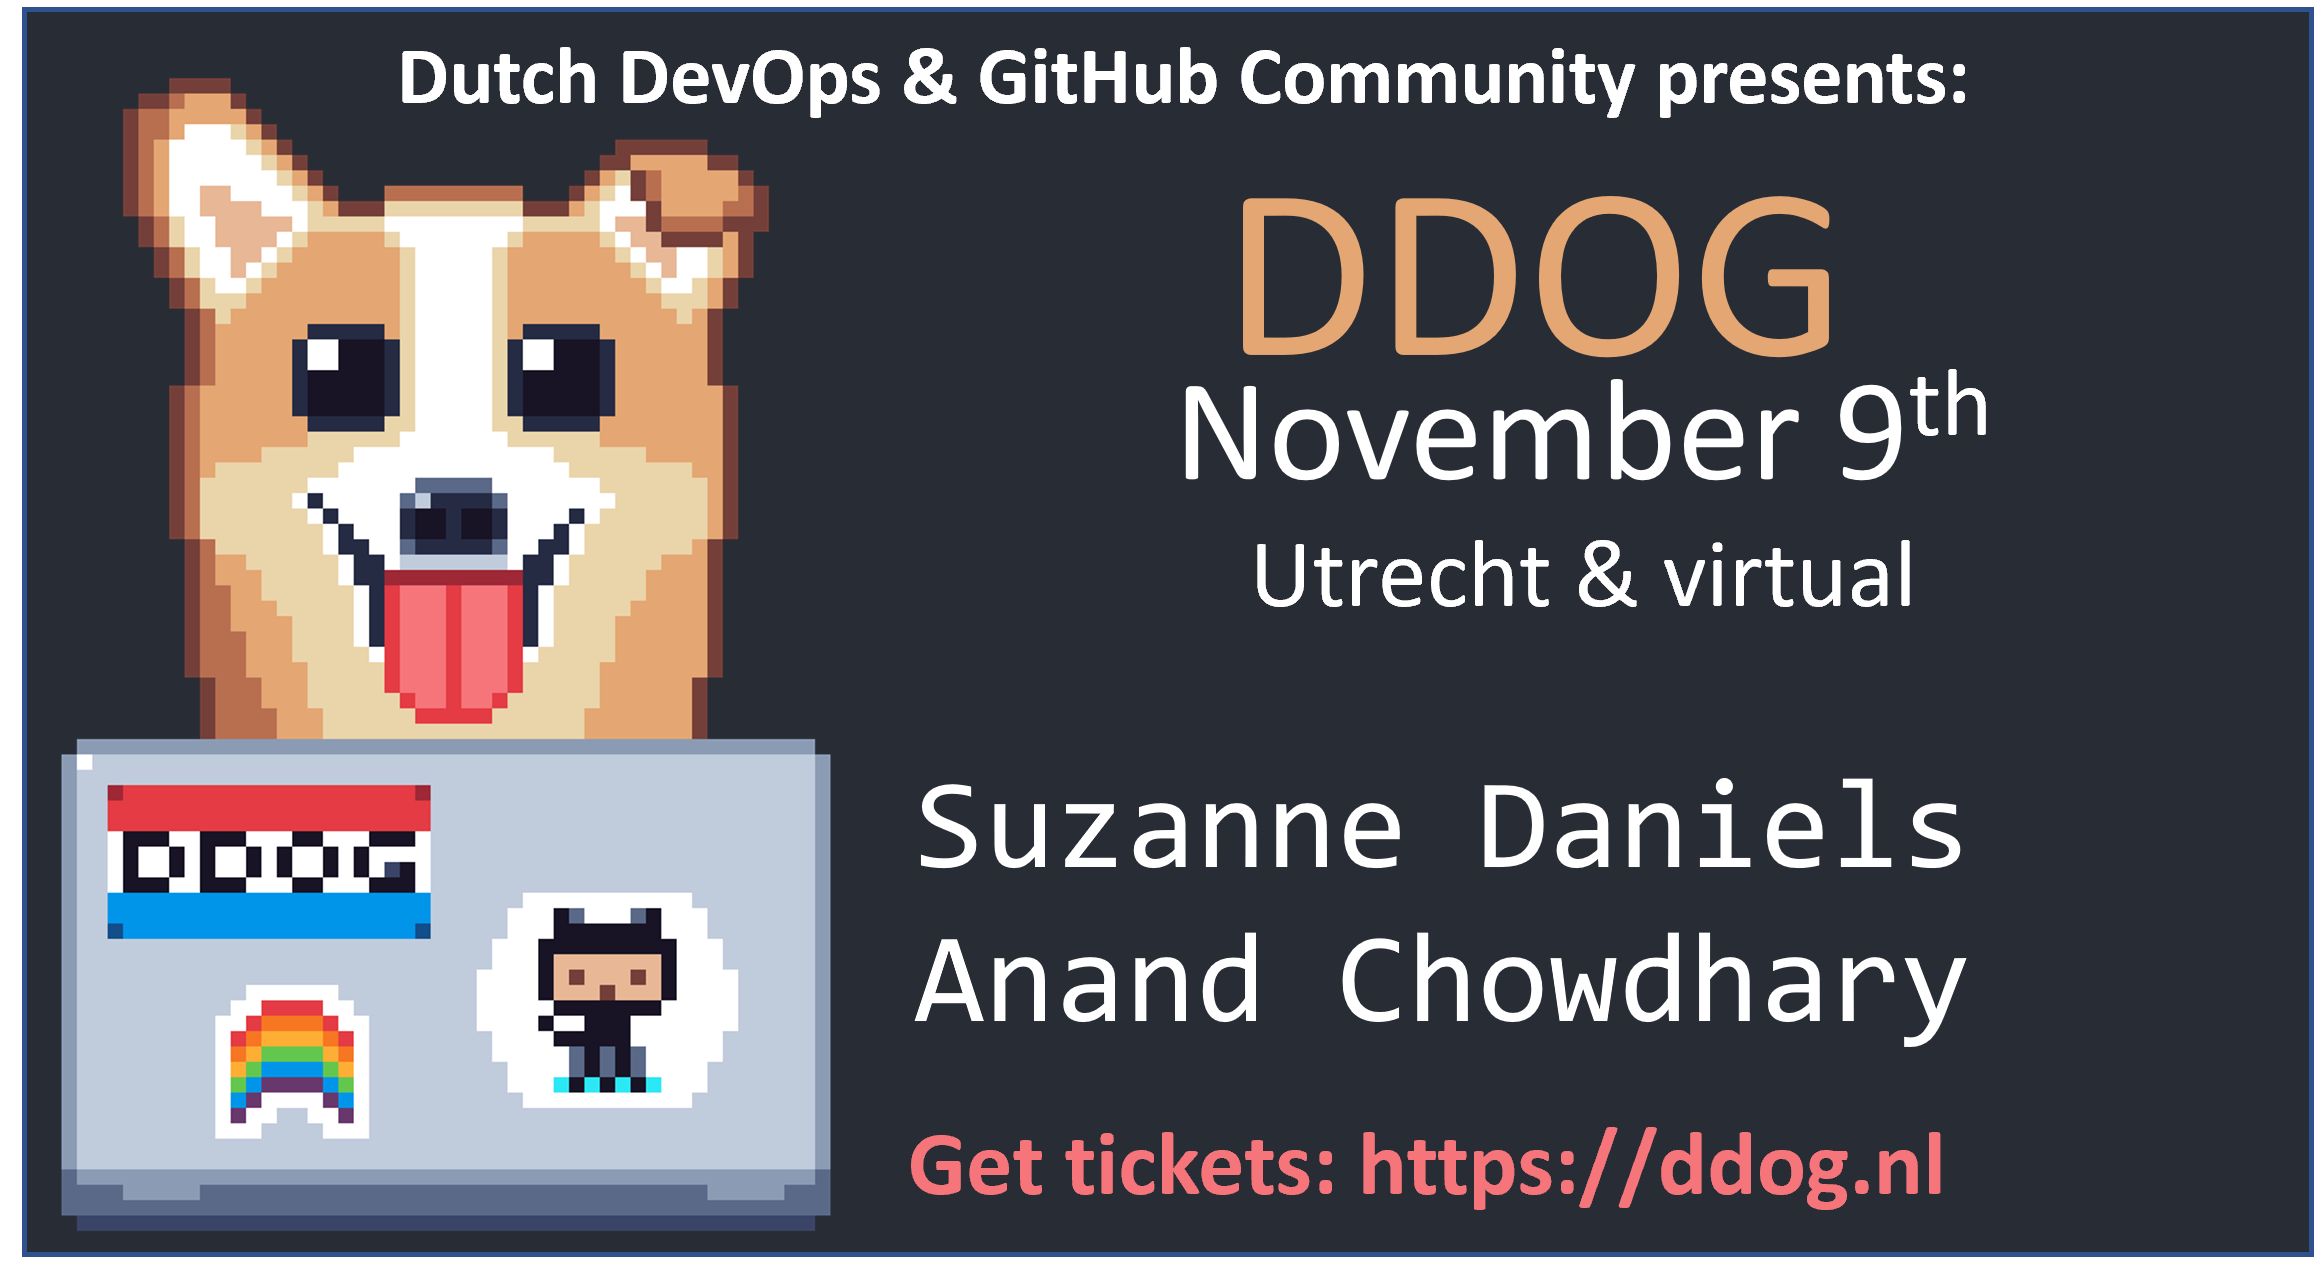 Dutch DevOps & GitHub Community presents:
DDOG
November 9th
Utrecht & virtual
Suzanne Daniels
Anand Chowdhary
Get tickets: https://ddog.nl
DDOG